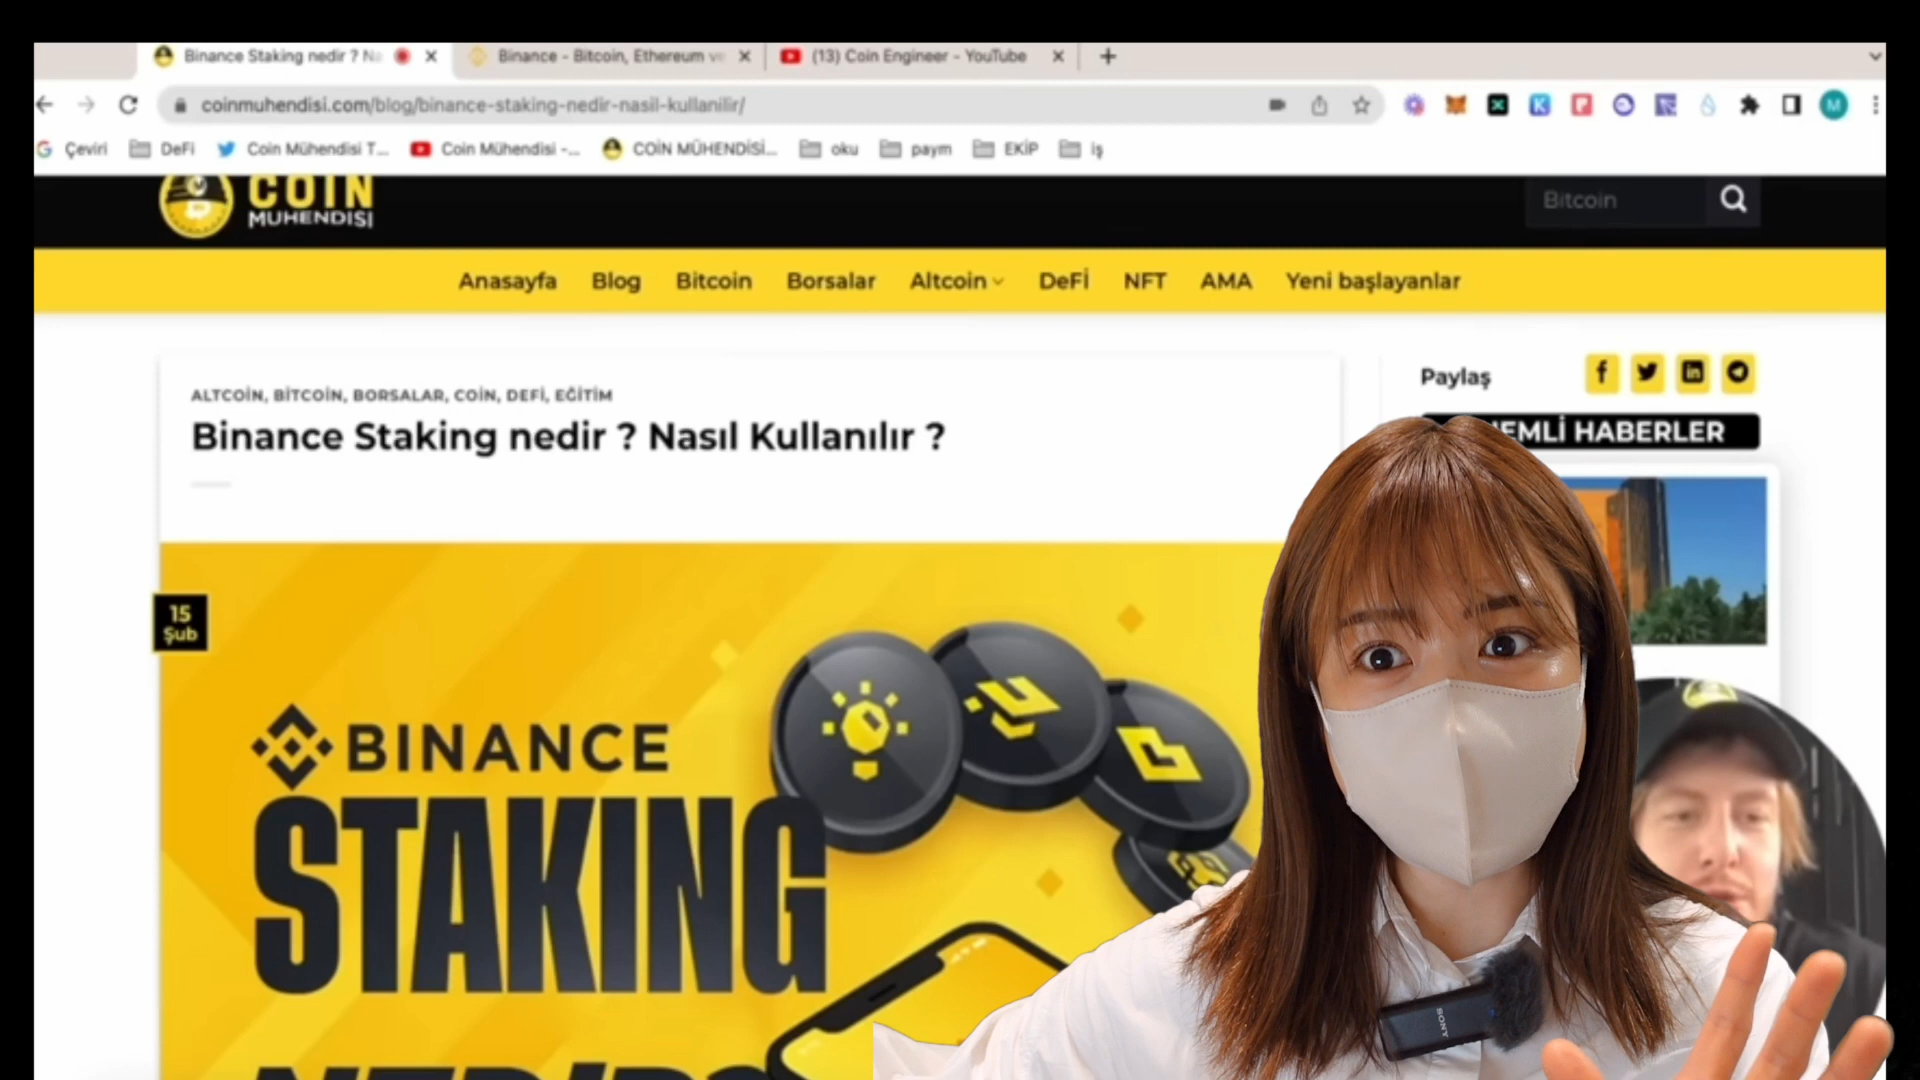 Binance Staking nedir ? Na
Binance - Bitcoin, Ethereum ve
(13) Coin Engineer - YouTube
coinmuhendisi.com/blog/binance-staking-nedir-nasil-kullanilir/
M
Çeviri
DeFi
Coin Mühendisi T...
Coin Mühendisi -...
COİN MÜHENDİSİ...
oku
paym
EKİP
iş
COIN
MUHENDISI
Bitcoin
Anasayfa
Blog
Bitcoin
Borsalar
Altcoin
DeFİ
NFT
AMA
Yeni başlayanlar
ALTCOİN, BİTCOİN, BORSALAR, COİN, DEFİ, EĞİTİM
Binance Staking nedir ? Nasıl Kullanılır ?
Paylaş
EMLİ HABERLER
15
Şub
BINANCE
STAKING
SONY